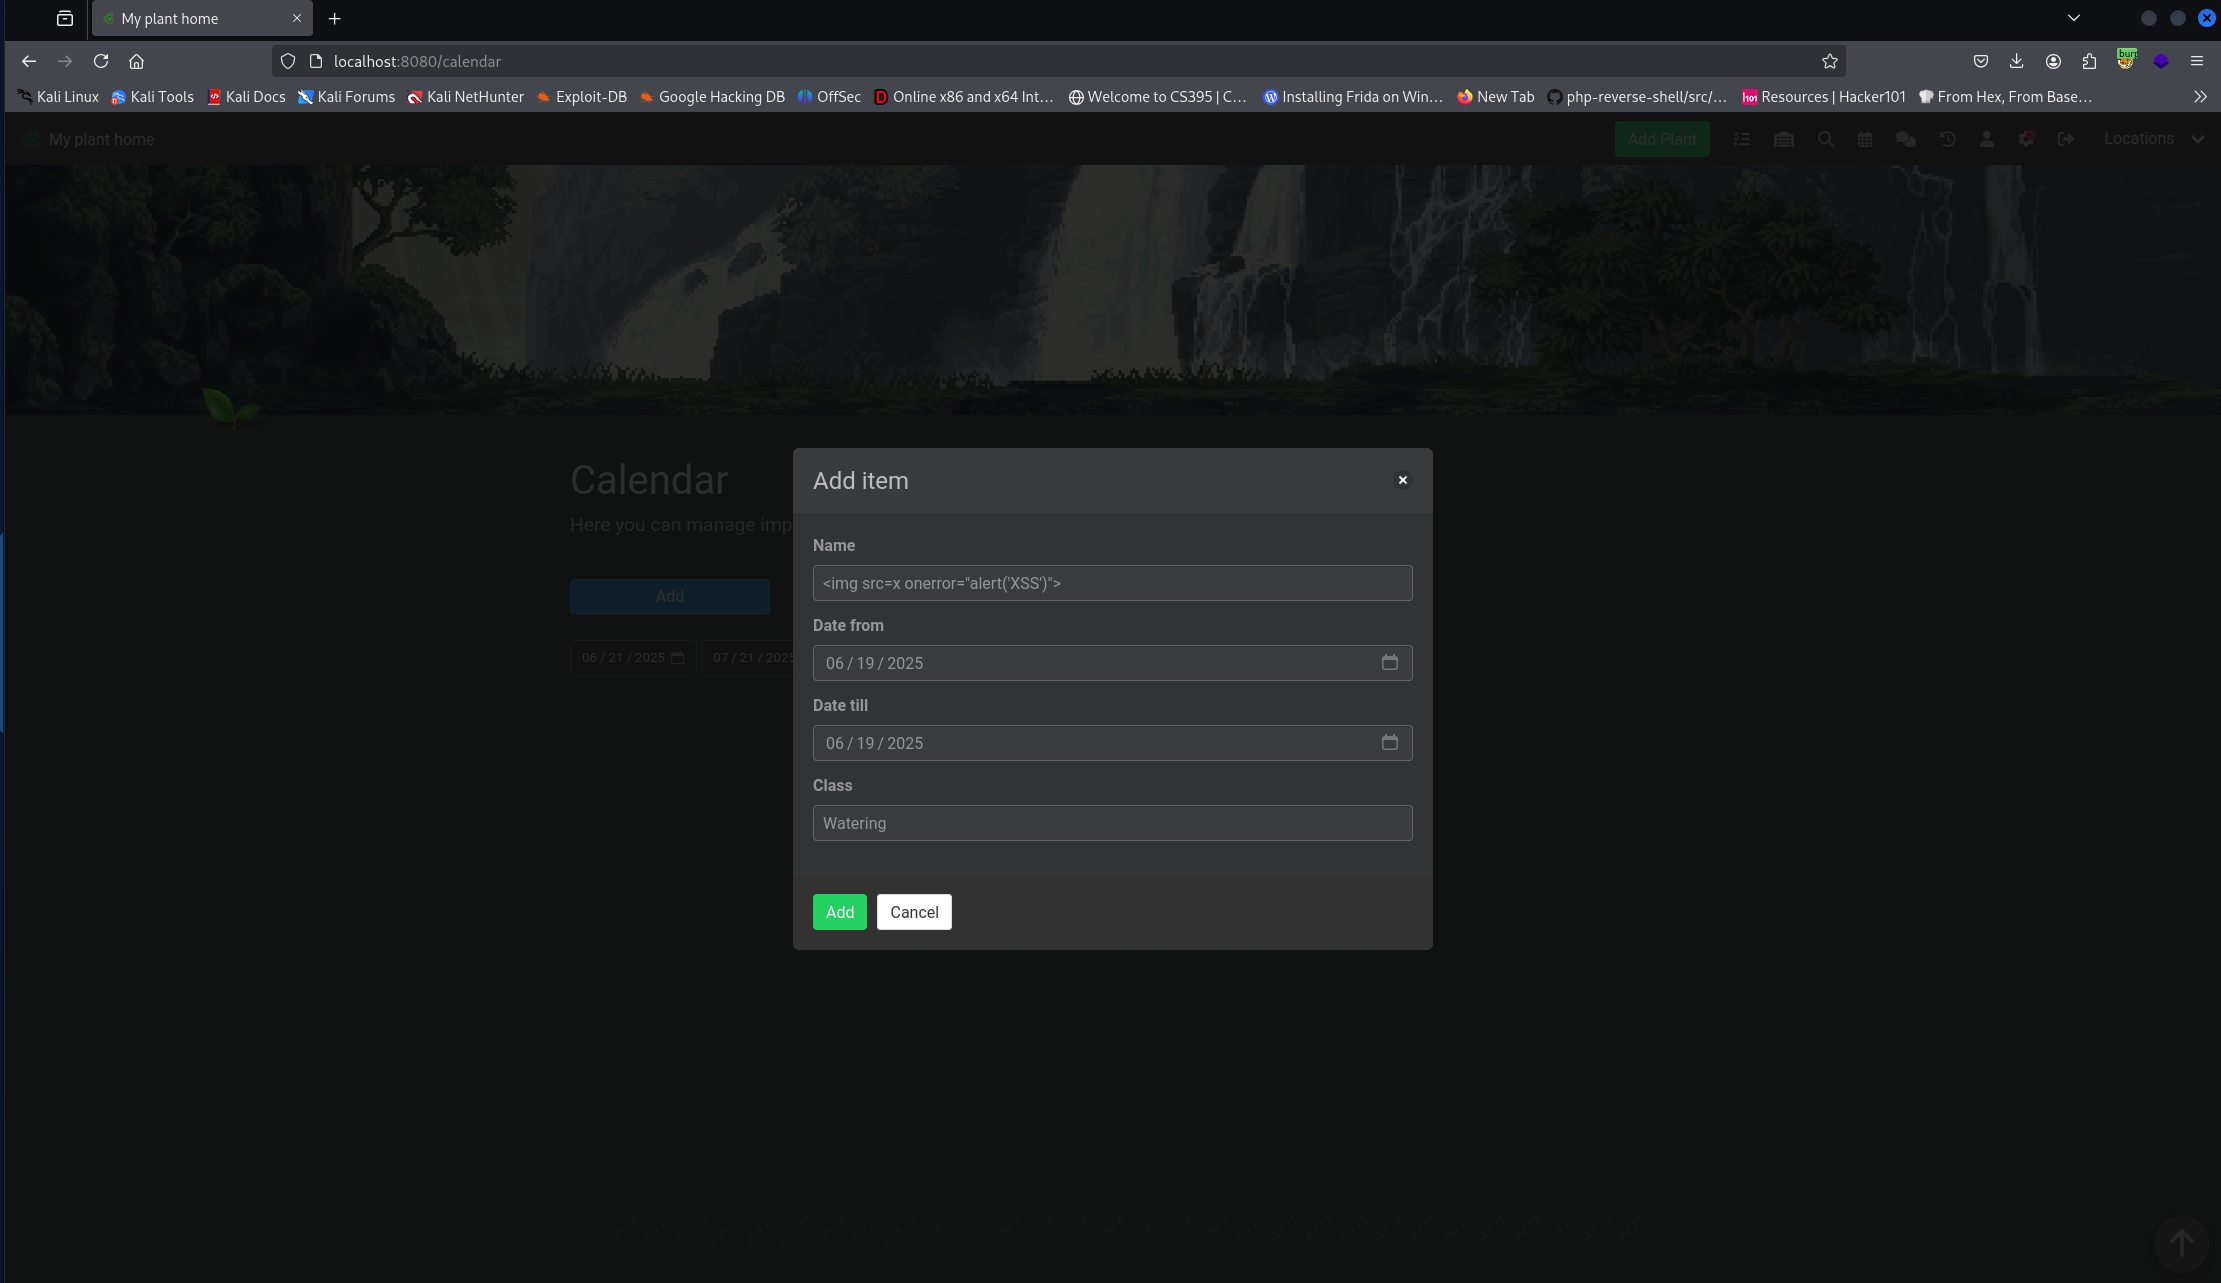 My plant home
localhost:8080/calendar
burp
Kali Linux Kali Tools Kali Docs Kali Forums Kali NetHunter Exploit-DB Google Hacking DB OffSec Online x86 and x64 Int… Welcome to CS395 | C… Installing Frida on Win… New Tab php-reverse-shell/src/… Resources | Hacker101 From Hex, From Base…
My plant home Add Plant Locations
Calendar
Here you can manage imp
Add
06 / 21 / 2025 07 / 21 / 2025
Add item
Name
<img src=x onerror="alert('XSS')">
Date from
06 / 19 / 2025
Date till
06 / 19 / 2025
Class
Watering
Add Cancel